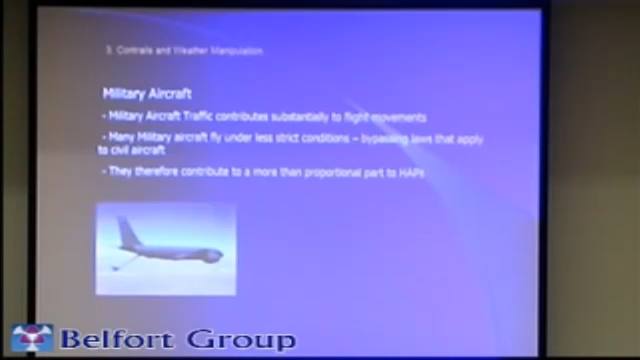 3. Contrails and Weather Manipulation
Military Aircraft
- Military Aircraft Traffic contributes substantially to flight movements
- Many Military aircraft fly under less strict conditions – bypassing laws that apply
to civil aircraft
- They therefore contribute to a more than proportional part to HAPs
Belfort Group